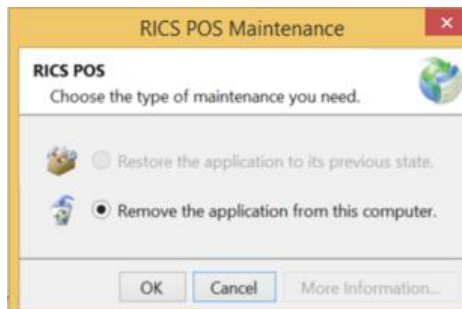 RICS POS Maintenance
RICS POS
Choose the type of maintenance you need.
Restore the application to its previous state.
Remove the application from this computer.
OK Cancel More Information...